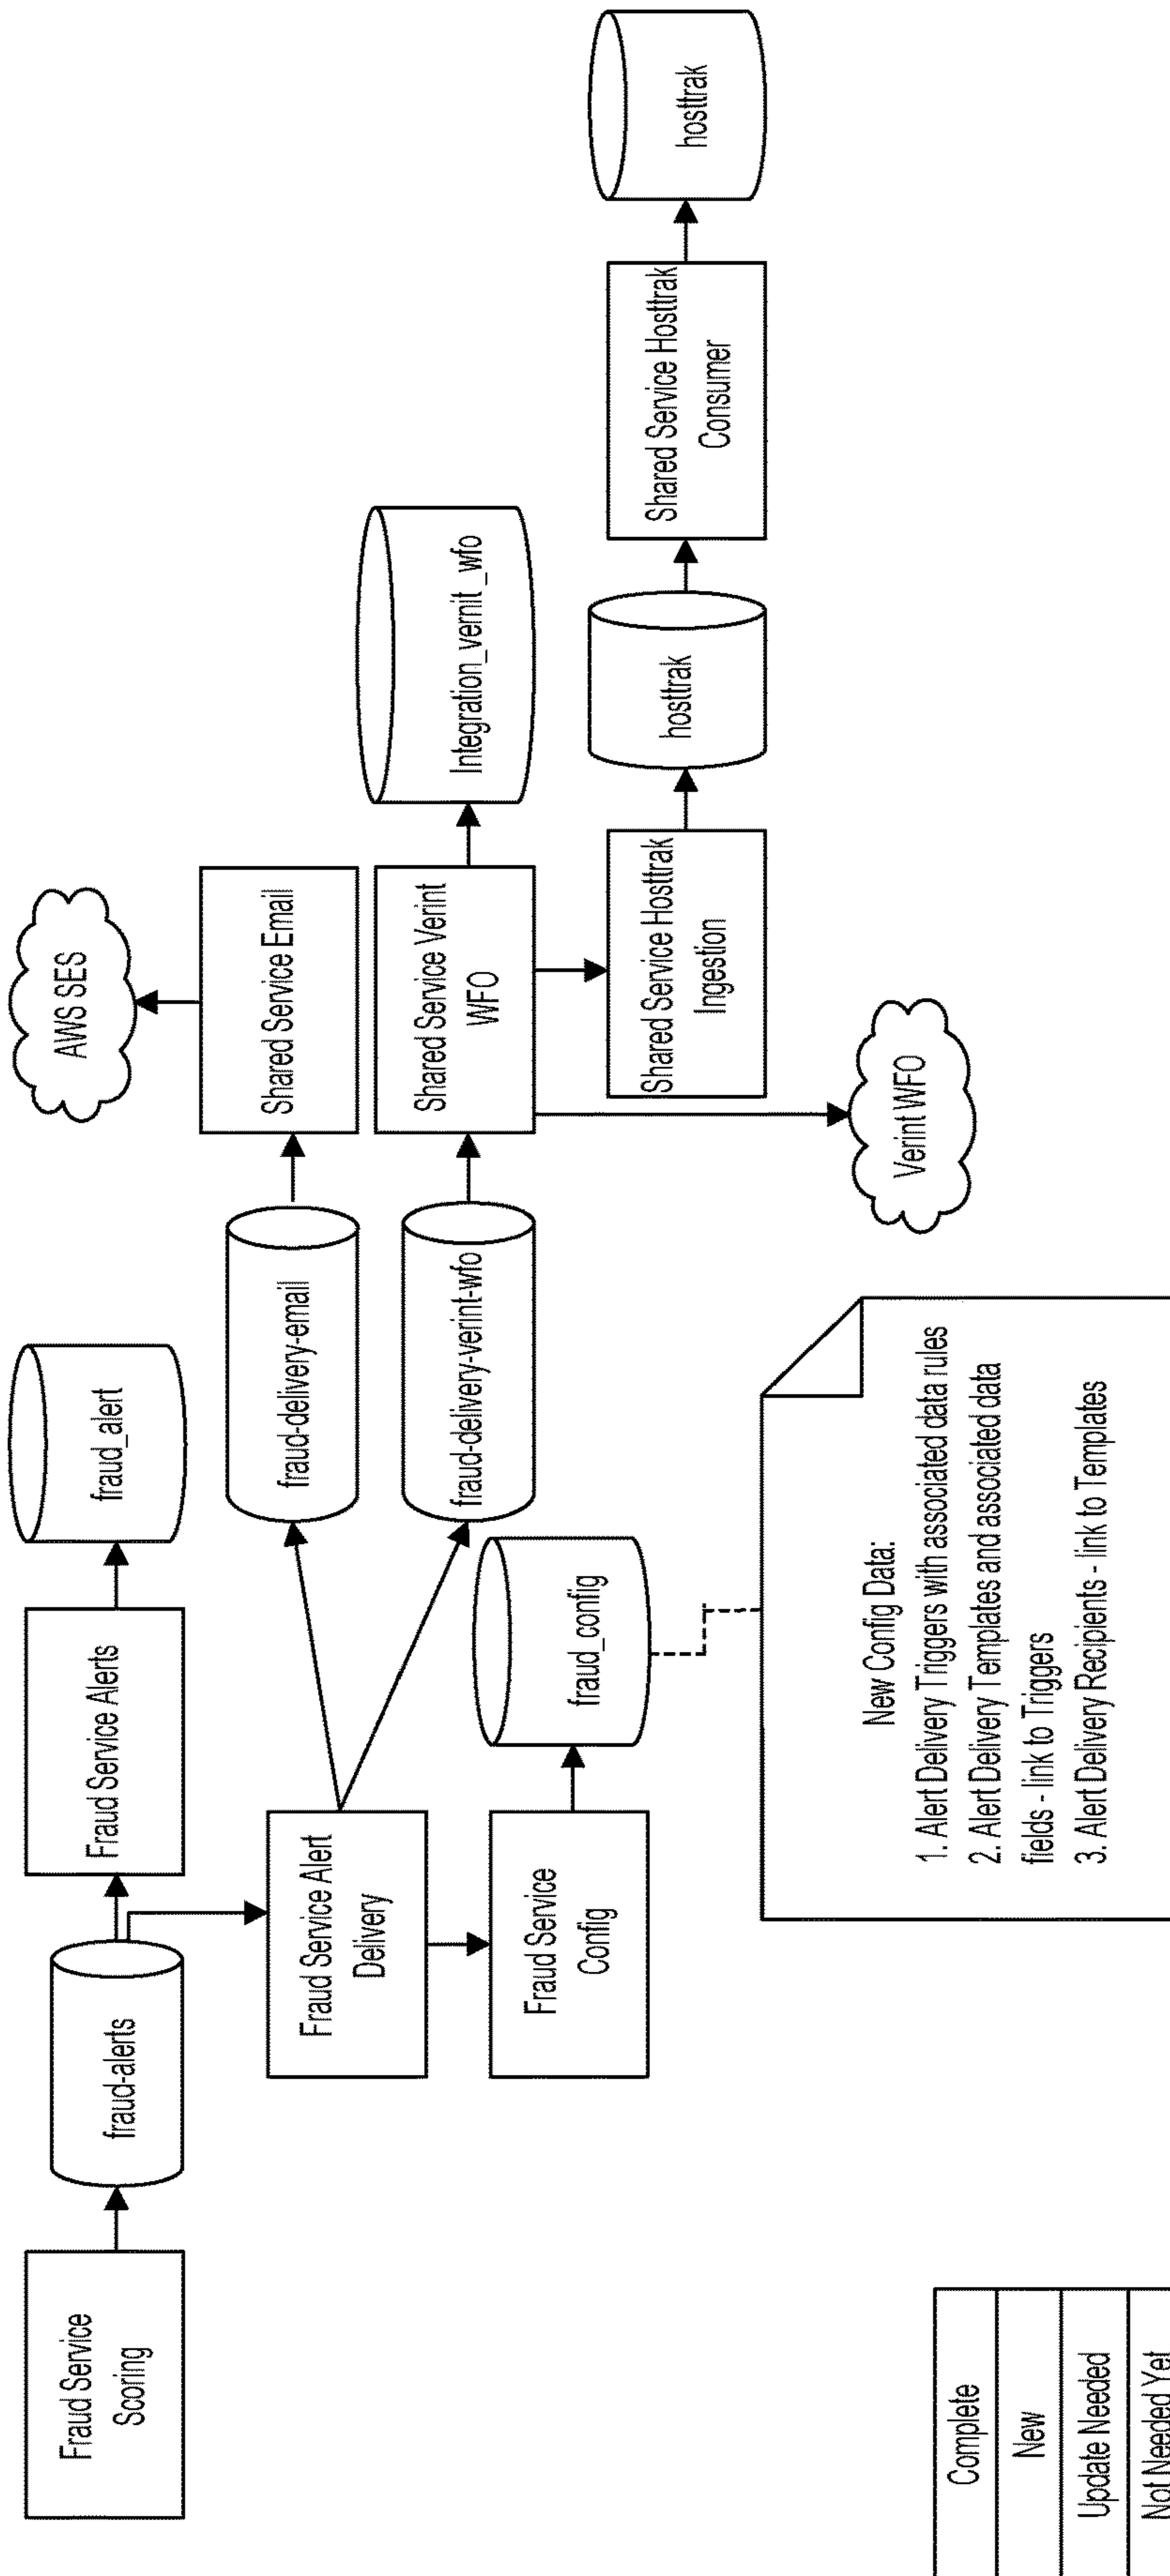 Fraud Service
Scoring
fraud-alerts
Fraud Service Alerts
fraud_alert
AWS SES
Fraud Service Alert
Delivery
fraud-delivery-email
Shared Service Email
fraud-delivery-verint-wfo
Shared Service Verint
WFO
Integration_vernit _wfo
Fraud Service
Config
fraud_config
Shared Service Hosttrak
Ingestion
hosttrak
Shared Service Hosttrak
Consumer
hosttrak
Verint WFO
New Config Data:
1. Alert Delivery Triggers with associated data rules
2. Alert Delivery Templates and associated data
fields - link to Triggers
3. Alert Delivery Recipients - link to Templates
Complete
New
Update Needed
Not Needed Yet